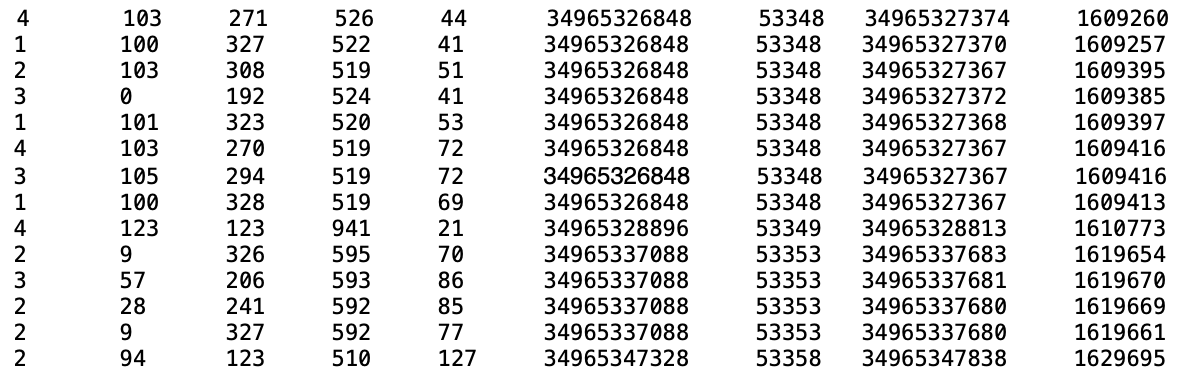 4 103 271 526 44 34965326848 53348 34965327374 1609260
1 100 327 522 41 34965326848 53348 34965327370 1609257
2 103 308 519 51 34965326848 53348 34965327367 1609395
3 0 192 524 41 34965326848 53348 34965327372 1609385
1 101 323 520 53 34965326848 53348 34965327368 1609397
4 103 270 519 72 34965326848 53348 34965327367 1609416
3 105 294 519 72 34965326848 53348 34965327367 1609416
1 100 328 519 69 34965326848 53348 34965327367 1609413
4 123 123 941 21 34965328896 53349 34965328813 1610773
2 9 326 595 70 34965337088 53353 34965337683 1619654
3 57 206 593 86 34965337088 53353 34965337681 1619670
2 28 241 592 85 34965337088 53353 34965337680 1619669
2 9 327 592 77 34965337088 53353 34965337680 1619661
2 94 123 510 127 34965347328 53358 34965347838 1629695